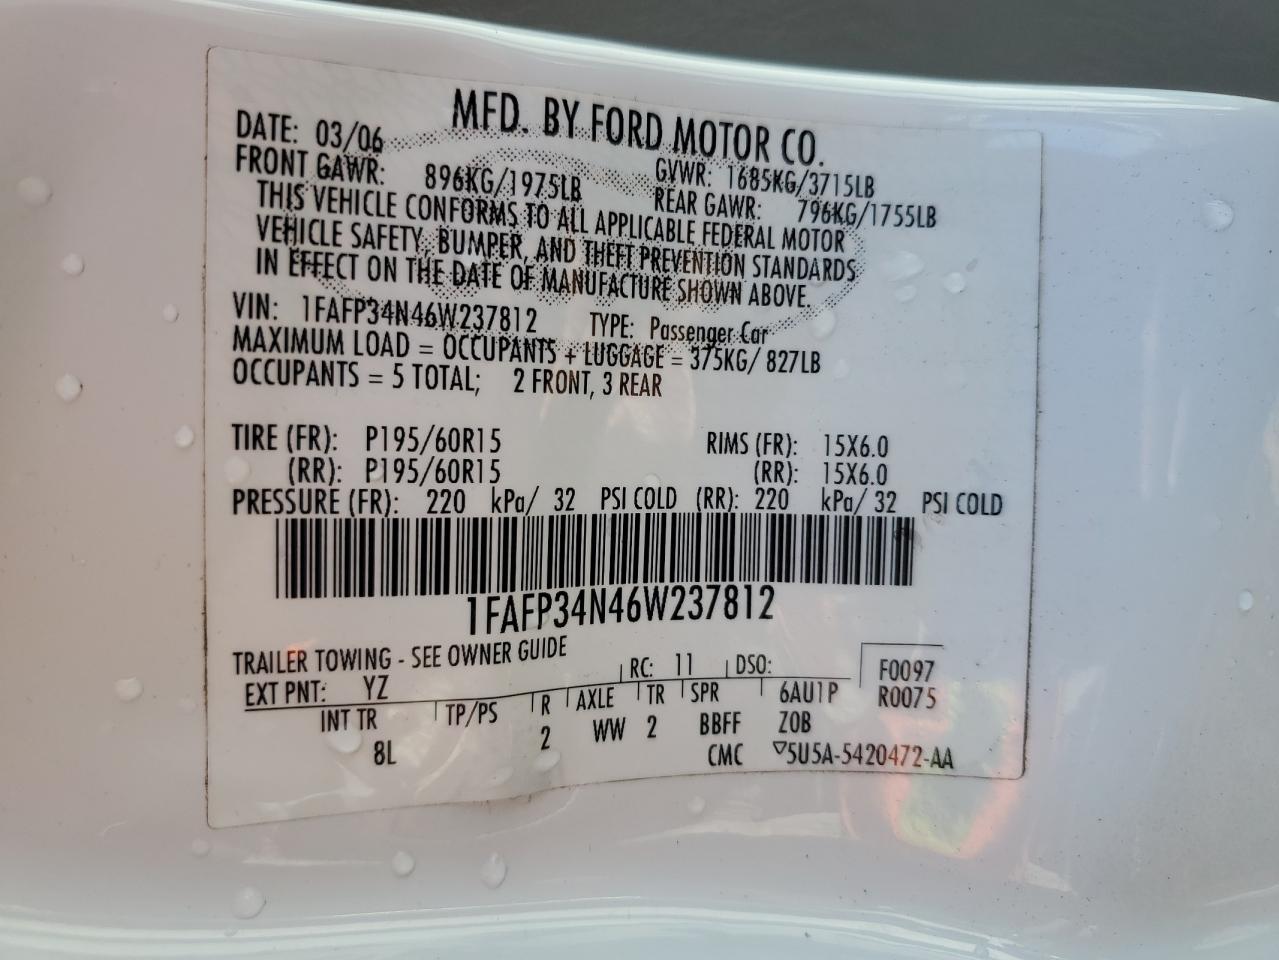 MFD. BY FORD MOTOR CO.
DATE: 03/06 GVWR: 1685KG/3715LB
FRONT GAWR: 896KG/1975LB REAR GAWR: 796KG/1755LB
THIS VEHICLE CONFORMS TO ALL APPLICABLE FEDERAL MOTOR
VEHICLE SAFETY, BUMPER, AND THEFT PREVENTION STANDARDS
IN EFFECT ON THE DATE OF MANUFACTURE SHOWN ABOVE.
VIN: 1FAFP34N46W237812 TYPE: Passenger Car
MAXIMUM LOAD = OCCUPANTS + LUGGAGE = 375KG/ 827LB
OCCUPANTS = 5 TOTAL; 2 FRONT, 3 REAR
TIRE (FR): P195/60R15 RIMS (FR): 15X6.0
(RR): P195/60R15 (RR): 15X6.0
PRESSURE (FR): 220 kPa/ 32 PSI COLD (RR): 220 kPa/ 32 PSI COLD
1FAFP34N46W237812
TRAILER TOWING - SEE OWNER GUIDE
EXT PNT: YZ RC: 11 DSO: F0097
INT TR TP/PS R AXLE TR SPR 6AU1P R0075
8L 2 WW 2 BBFF Z0B
CMC ▽5U5A-5420472-AA